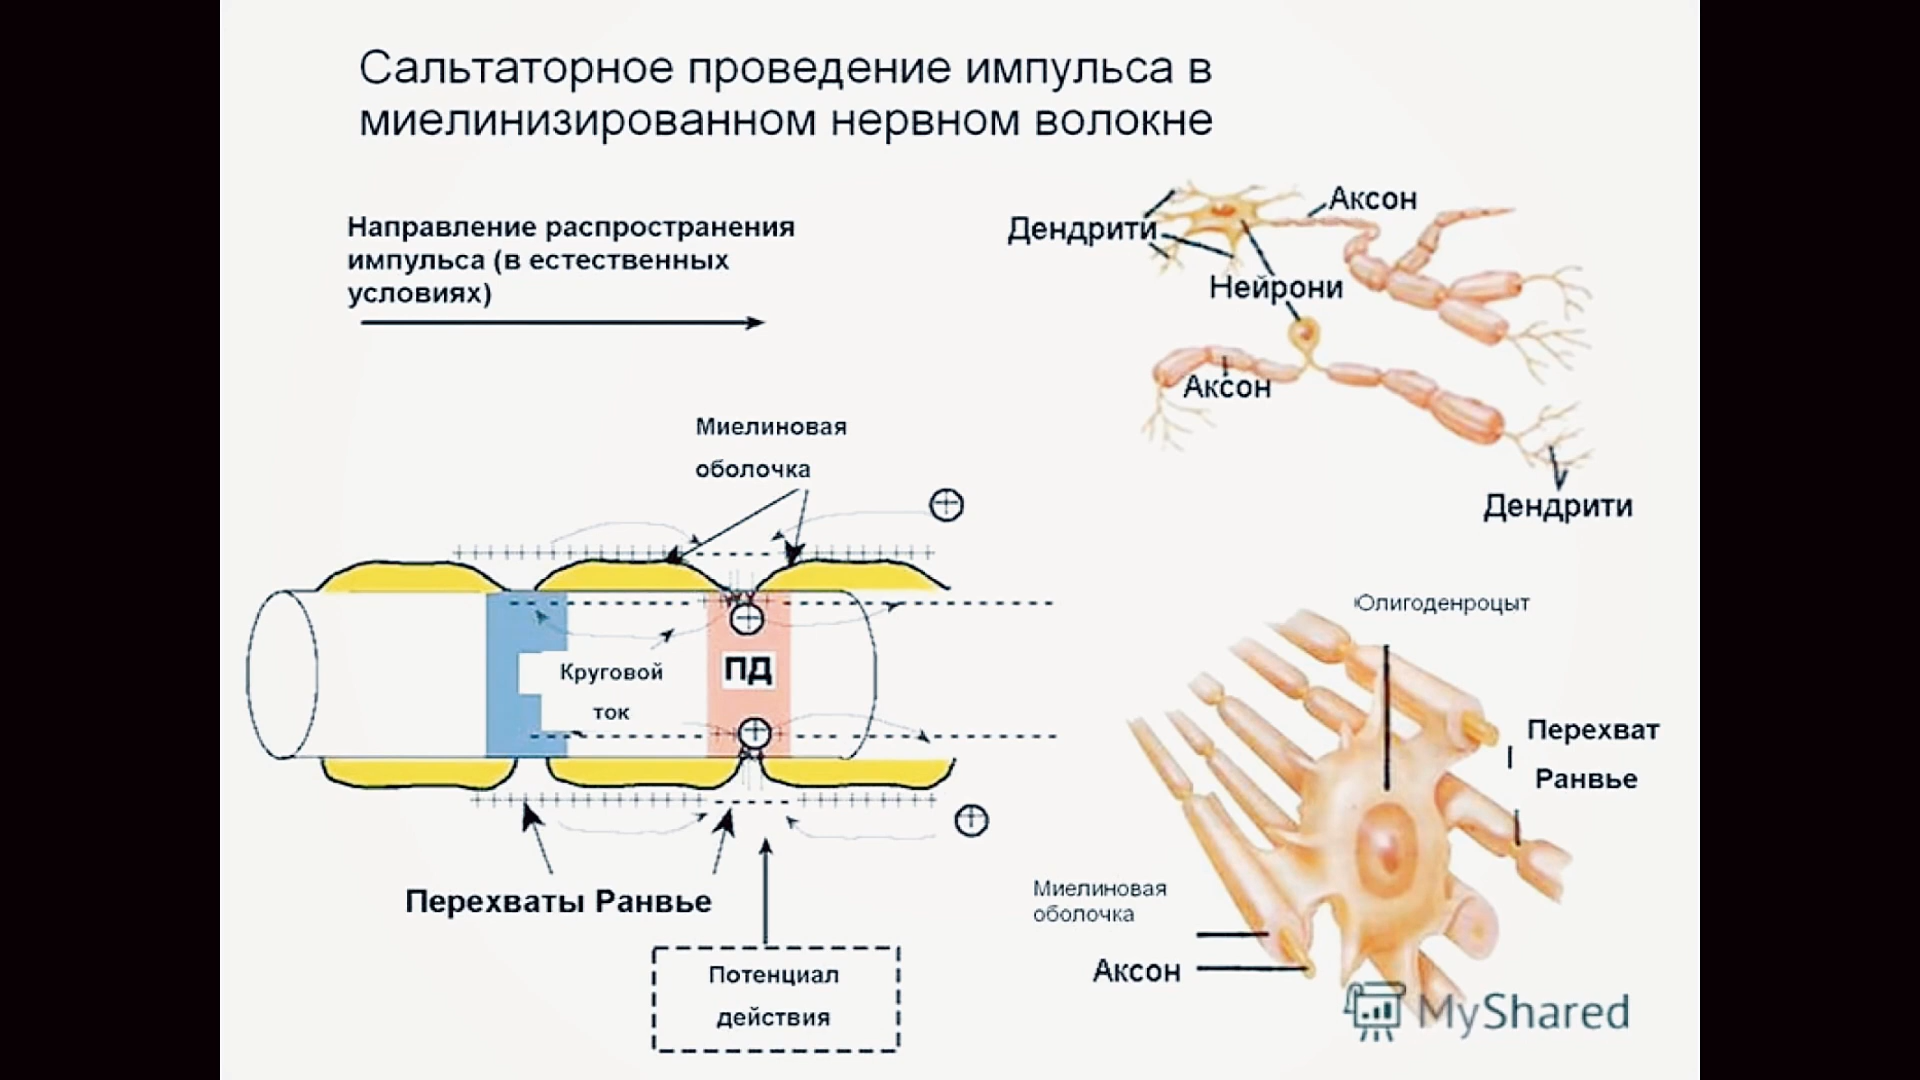 Сальтаторное проведение импульса в
миелинизированном нервном волокне
Направление распространения
импульса (в естественных
условиях)
Дендрити
Аксон
Нейрони
Аксон
Дендрити
Миелиновая
оболочка
Круговой
ток
ПД
Перехваты Ранвье
Потенциал
действия
Юлигоденроцыт
Перехват
Ранвье
Миелиновая
оболочка
Аксон
MyShared